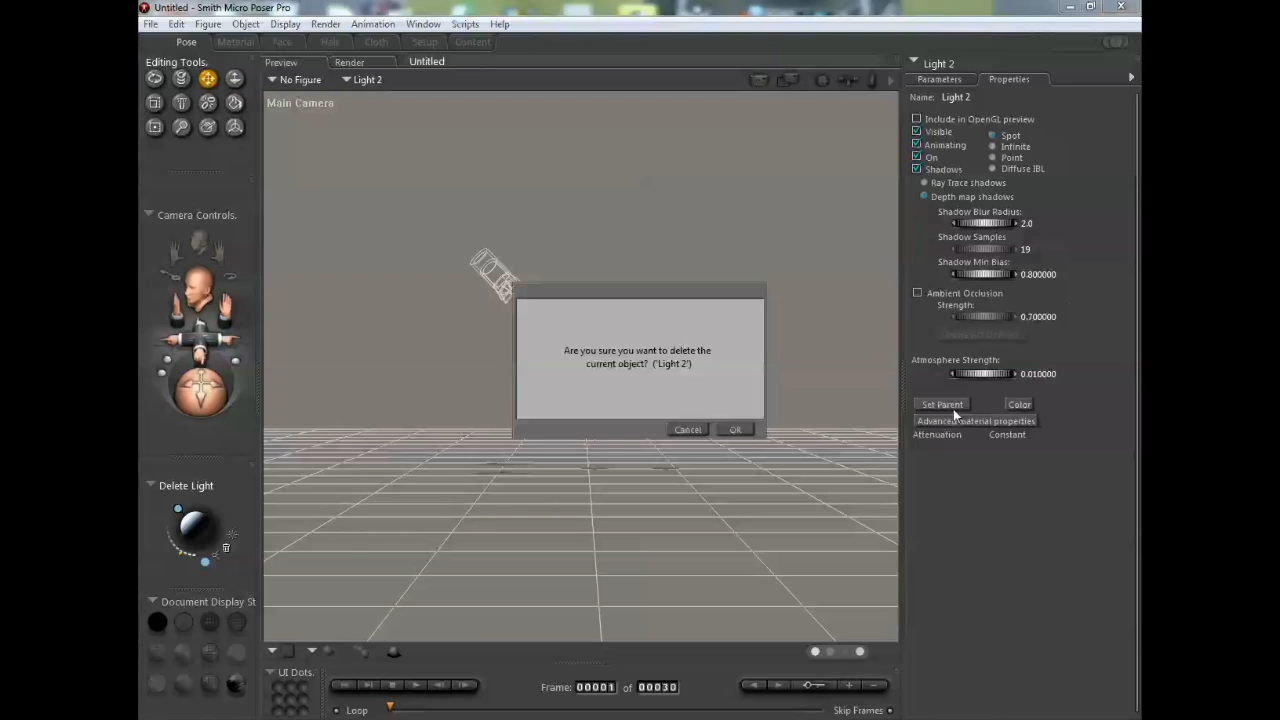 Untitled - Smith Micro Poser Pro
File Edit Figure Object Display Render Animation Window Scripts Help
Pose Material Face Hair Cloth Setup Content
Editing Tools.
Preview Render Untitled
No Figure Light 2
Main Camera
Camera Controls.
Delete Light
Document Display St
Are you sure you want to delete the
current object? ('Light 2')
Cancel OK
UI Dots.
Loop
Frame: 00001 of 00030
Skip Frames
Light 2
Parameters Properties
Name: Light 2
Include in OpenGL preview
Visible
Spot
Animating
Infinite
On
Point
Shadows
Diffuse IBL
Ray Trace shadows
Depth map shadows
Shadow Blur Radius:
2.0
Shadow Samples
19
Shadow Min Bias:
0.800000
Ambient Occlusion
Strength:
0.700000
Atmosphere Strength:
0.010000
Set Parent Color
Advanced material properties
Attenuation Constant